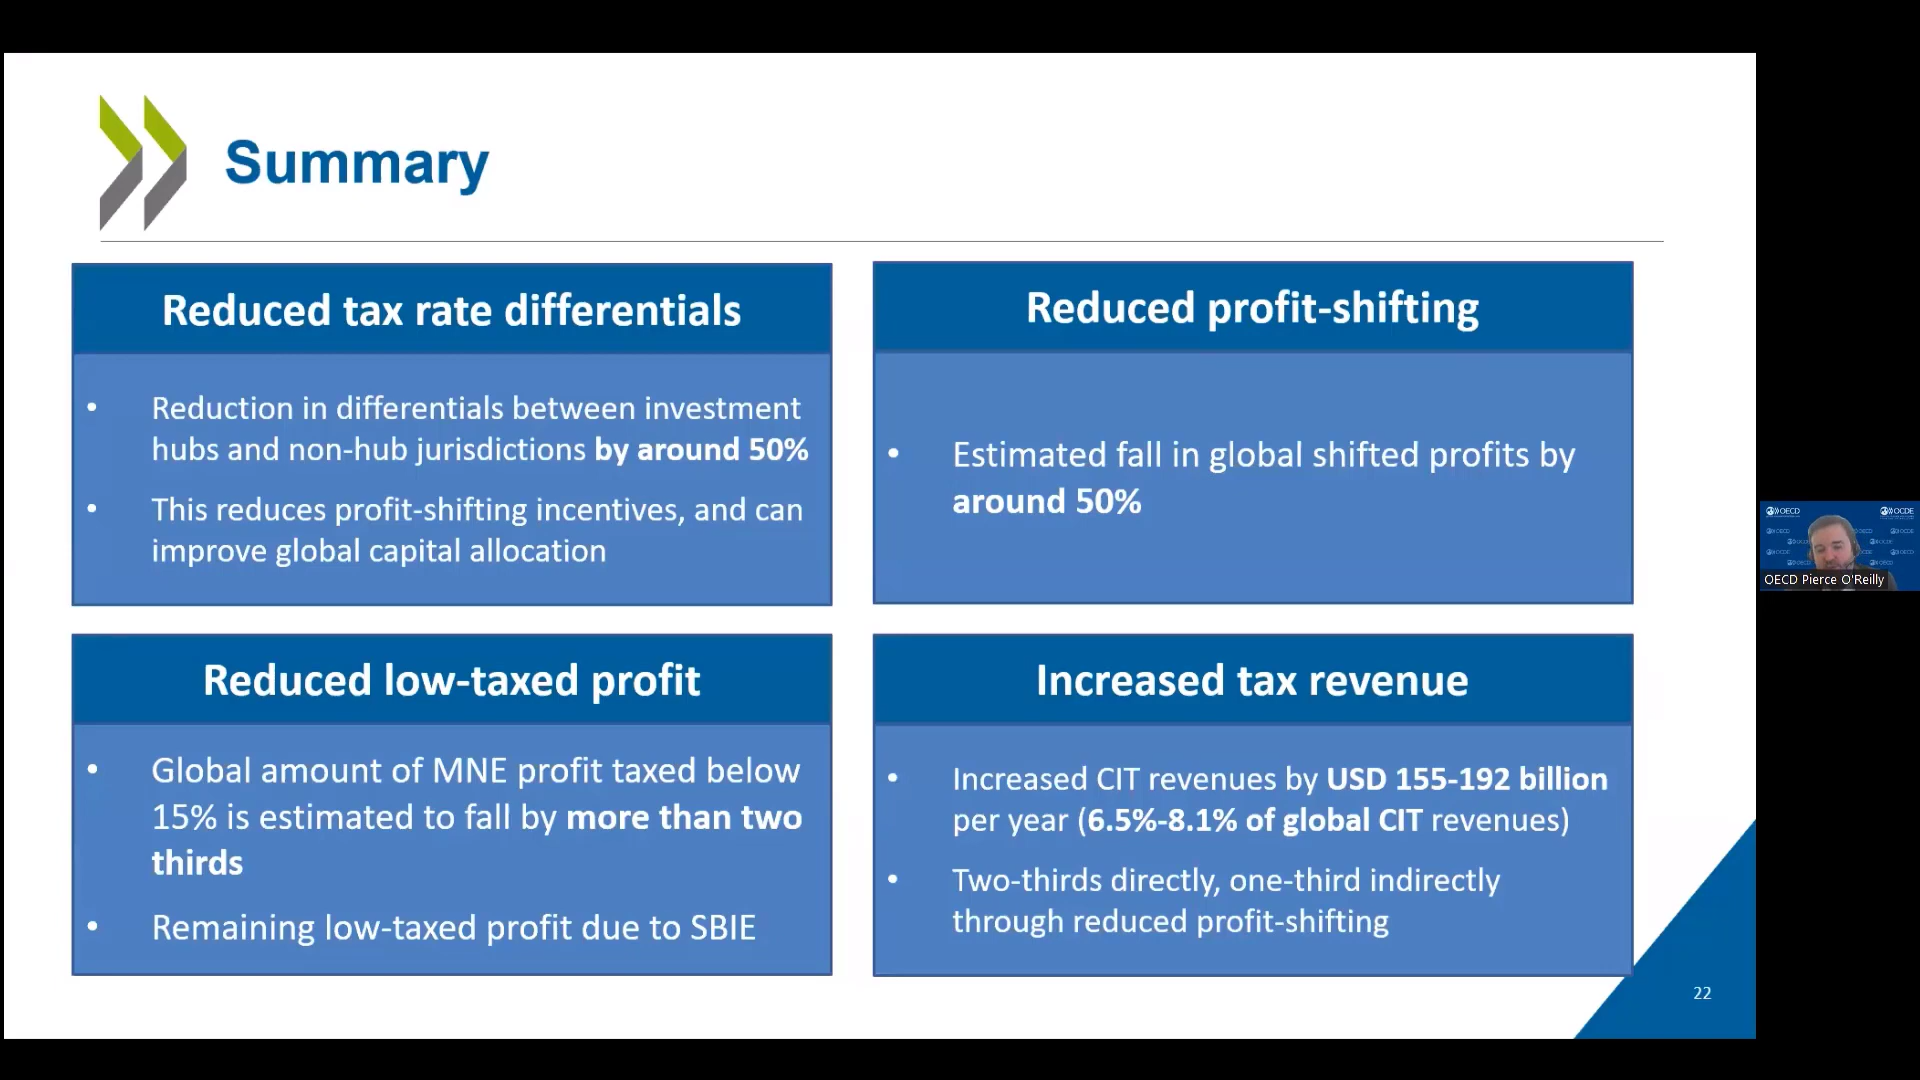 Summary
Reduced tax rate differentials
• Reduction in differentials between investment
hubs and non-hub jurisdictions by around 50%
• This reduces profit-shifting incentives, and can
improve global capital allocation
Reduced profit-shifting
• Estimated fall in global shifted profits by
around 50%
Reduced low-taxed profit
• Global amount of MNE profit taxed below
15% is estimated to fall by more than two
thirds
• Remaining low-taxed profit due to SBIE
Increased tax revenue
• Increased CIT revenues by USD 155-192 billion
per year (6.5%-8.1% of global CIT revenues)
• Two-thirds directly, one-third indirectly
through reduced profit-shifting
22
OECD
OCDE
OECD Pierce O'Reilly